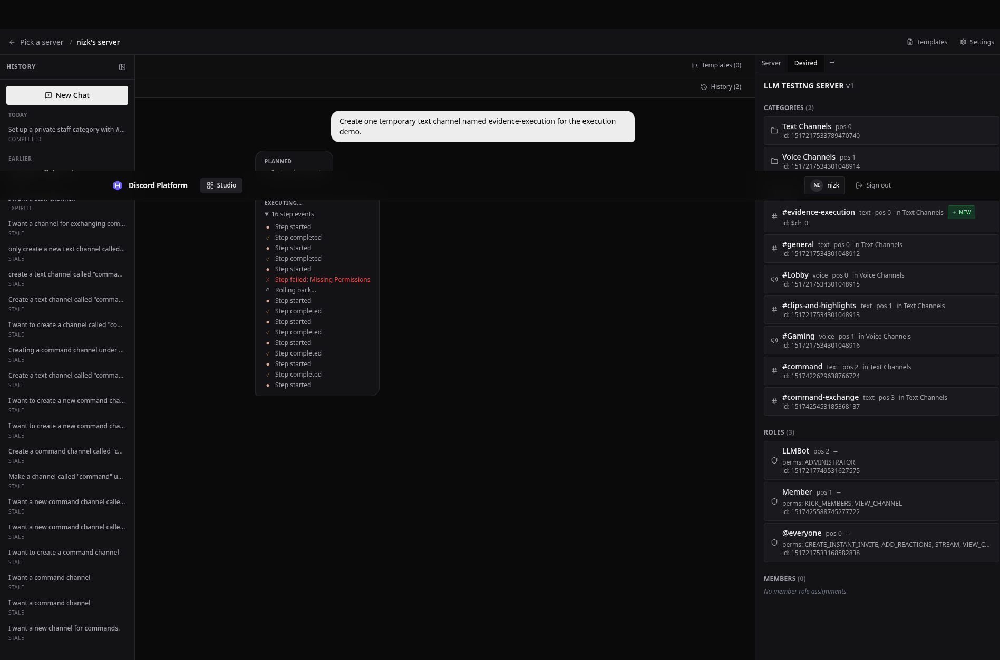 Pick a server / nizk's server
Templates
Settings
HISTORY
New Chat
TODAY
Set up a private staff category with #...
COMPLETED
EARLIER
EXPIRED
I want a channel for exchanging com...
STALE
only create a new text channel called...
STALE
create a text channel called "comma...
STALE
Create a text channel called "comma...
STALE
I want to create a channel called "co...
STALE
Creating a command channel under ...
STALE
Create a text channel called "comma...
STALE
I want to create a new command cha...
STALE
I want to create a new command cha...
STALE
Create a command channel called "c...
STALE
Make a channel called "command" u...
STALE
I want a new command channel calle...
STALE
I want a new command channel calle...
STALE
I want to create a command channel
STALE
I want a command channel
STALE
I want a command channel
STALE
I want a new channel for commands.
STALE
Templates (0)
History (2)
Create one temporary text channel named evidence-execution for the execution
demo.
PLANNED
Discord Platform
Studio
NI nizk
Sign out
EXECUTING...
▼ 16 step events
Step started
✓ Step completed
Step started
✓ Step completed
Step started
Step failed: Missing Permissions
Rolling back...
Step started
✓ Step completed
Step started
✓ Step completed
Step started
✓ Step completed
Step started
✓ Step completed
Step started
Server
Desired
+
LLM TESTING SERVER v1
CATEGORIES (2)
Text Channels pos 0
id: 1517217533789470740
Voice Channels pos 1
id: 1517217534301048914
#evidence-execution text pos 0 in Text Channels + NEW
id: $ch_0
#general text pos 0 in Text Channels
id: 1517217534301048912
#Lobby voice pos 0 in Voice Channels
id: 1517217534301048915
#clips-and-highlights text pos 1 in Text Channels
id: 1517217534301048913
#Gaming voice pos 1 in Voice Channels
id: 1517217534301048916
#command text pos 2 in Text Channels
id: 1517422629638766724
#command-exchange text pos 3 in Text Channels
id: 1517425453185368137
ROLES (3)
LLMBot pos 2 —
perms: ADMINISTRATOR
id: 1517217749531627575
Member pos 1 —
perms: KICK_MEMBERS, VIEW_CHANNEL
id: 1517425588745277722
@everyone pos 0 —
perms: CREATE_INSTANT_INVITE, ADD_REACTIONS, STREAM, VIEW_C...
id: 1517217533168582838
MEMBERS (0)
No member role assignments